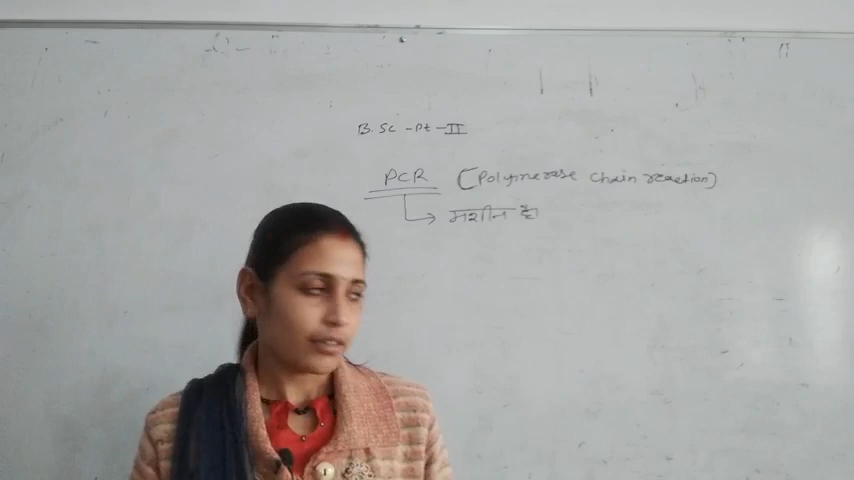 B.Sc - Pt - II
PCR (Polymerase chain reaction)
मशीन है